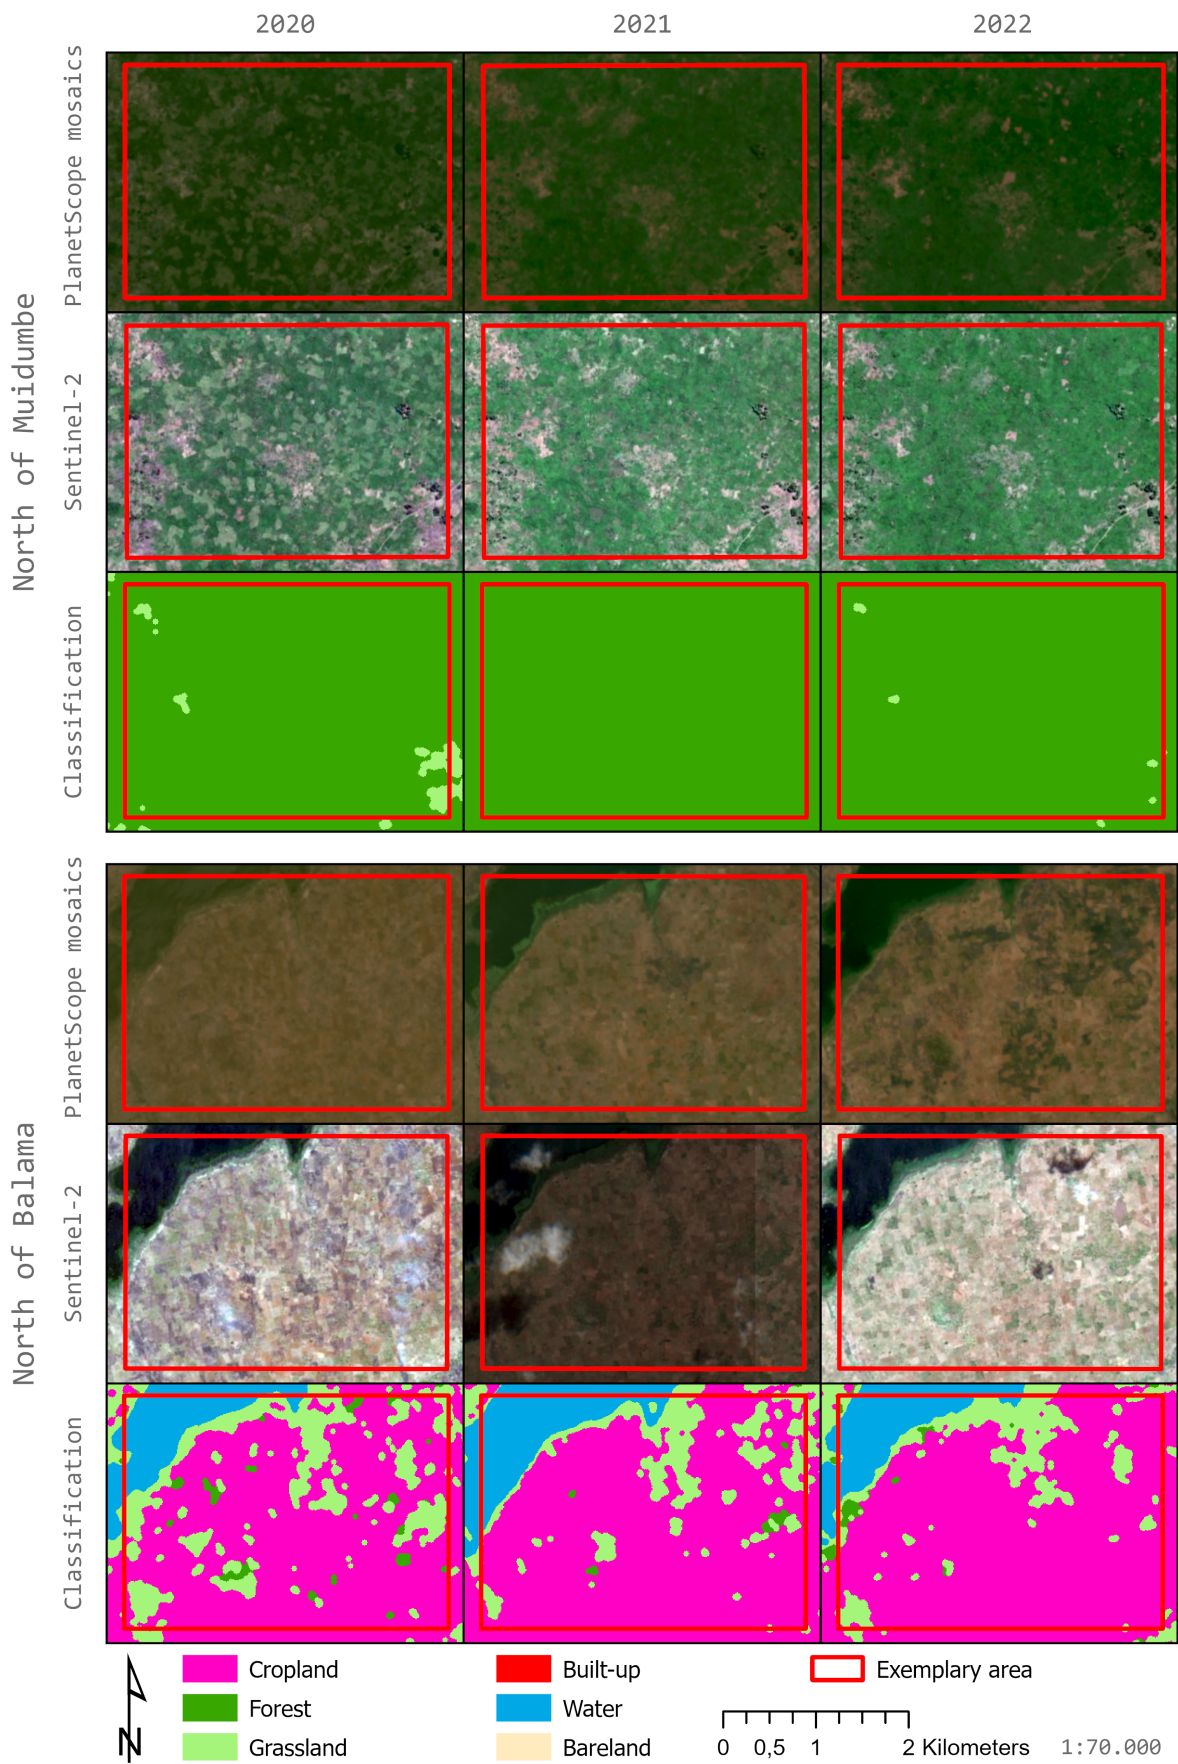 2020 2021 2022
North of Muidumbe
PlanetScope mosaics
Sentinel-2
Classification
North of Balama
PlanetScope mosaics
Sentinel-2
Classification
N
Cropland
Forest
Grassland
Built-up
Water
Bareland
Exemplary area
0 0,5 1 2 Kilometers
1:70.000